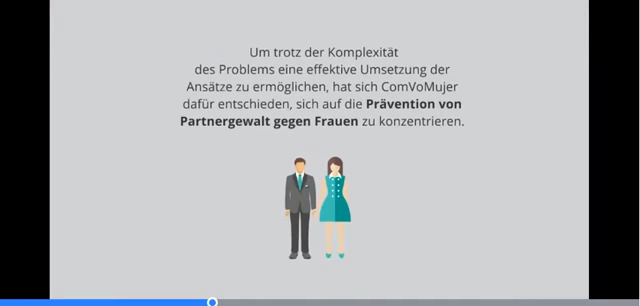 Um trotz der Komplexität
des Problems eine effektive Umsetzung der
Ansätze zu ermöglichen, hat sich ComVoMujer
dafür entschieden, sich auf die Prävention von
Partnergewalt gegen Frauen zu konzentrieren.